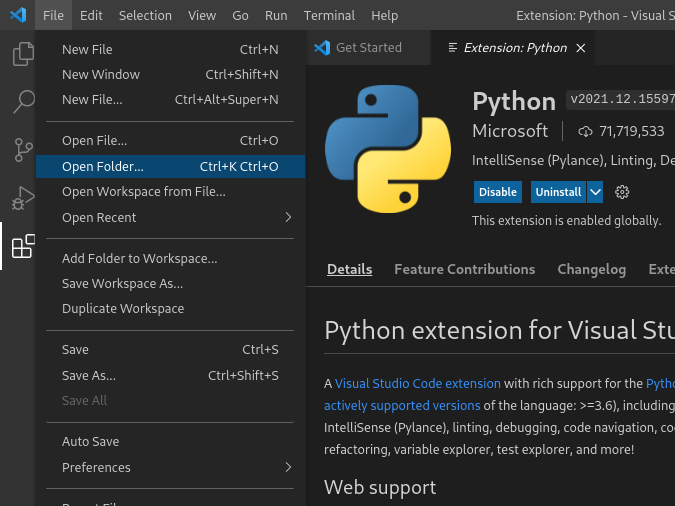 File Edit Selection View Go Run Terminal Help Extension: Python - Visual S
New File Ctrl+N
New Window Ctrl+Shift+N
New File... Ctrl+Alt+Super+N
Open File... Ctrl+O
Open Folder... Ctrl+K Ctrl+O
Open Workspace from File...
Open Recent
Add Folder to Workspace...
Save Workspace As...
Duplicate Workspace
Save Ctrl+S
Save As... Ctrl+Shift+S
Save All
Auto Save
Preferences
Get Started Extension: Python
Python v2021.12.15597
Microsoft 71,719,533
IntelliSense (Pylance), Linting, De
Disable Uninstall
This extension is enabled globally.
Details Feature Contributions Changelog Exte
Python extension for Visual Stu
A Visual Studio Code extension with rich support for the Pytho
actively supported versions of the language: >=3.6), including
IntelliSense (Pylance), linting, debugging, code navigation, co
refactoring, variable explorer, test explorer, and more!
Web support